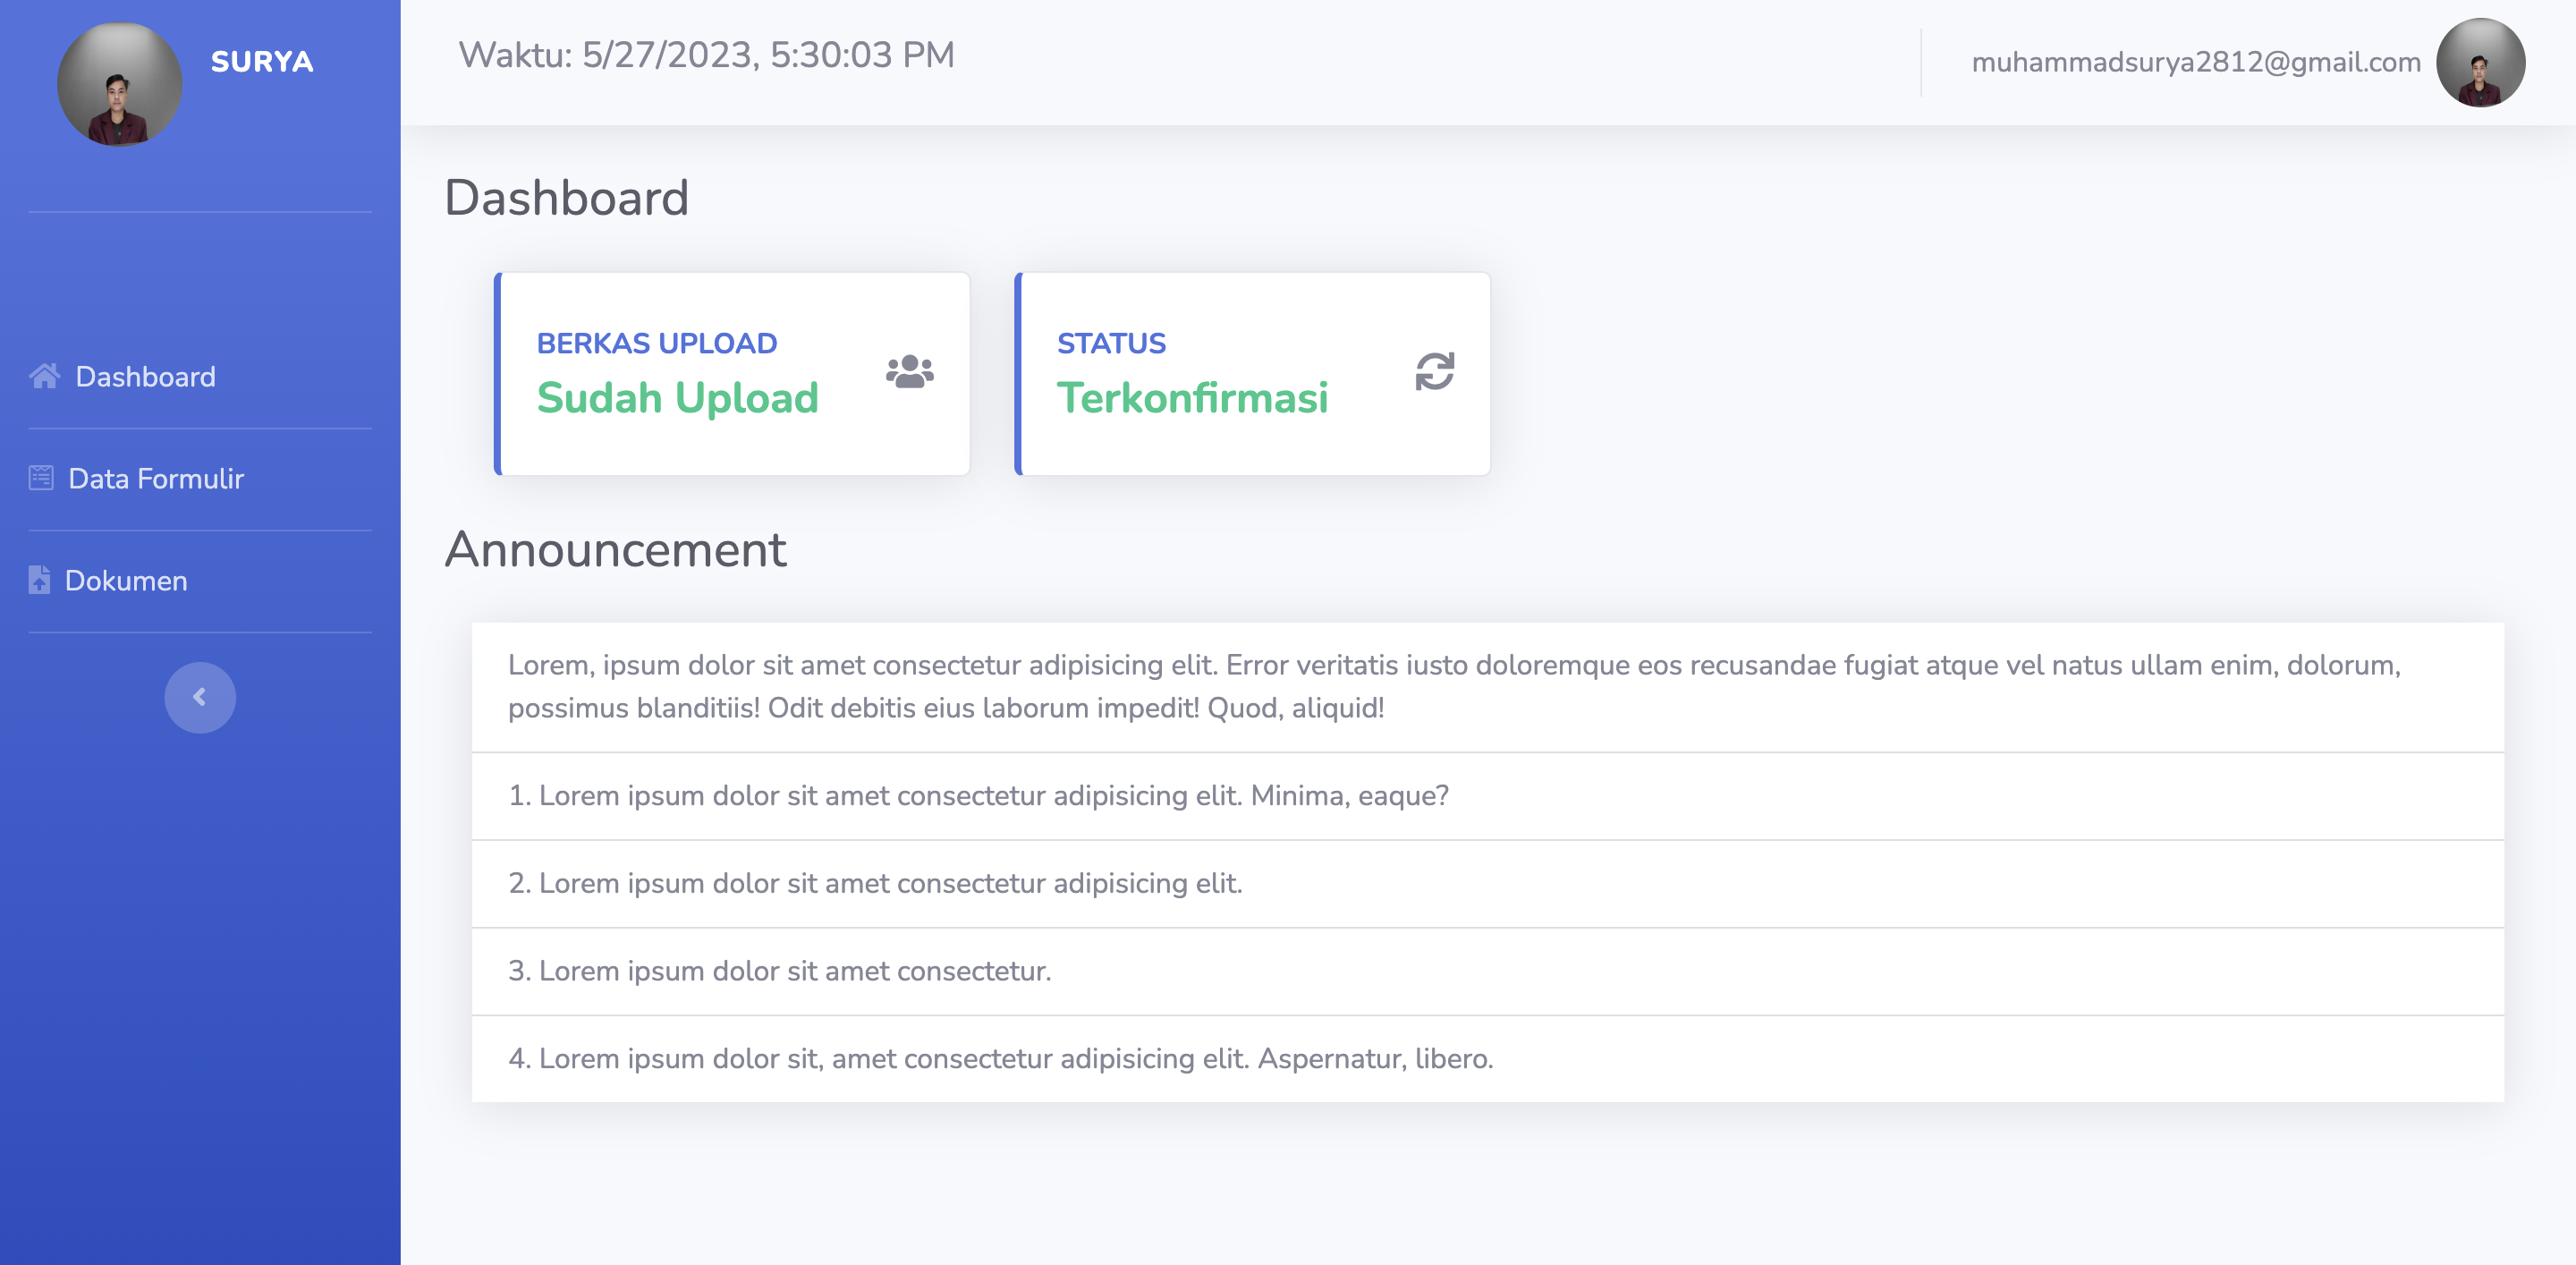 SURYA
Waktu: 5/27/2023, 5:30:03 PM
muhammadsurya2812@gmail.com
Dashboard
Data Formulir
Dokumen
Dashboard
BERKAS UPLOAD
Sudah Upload
STATUS
Terkonfirmasi
Announcement
Lorem, ipsum dolor sit amet consectetur adipisicing elit. Error veritatis iusto doloremque eos recusandae fugiat atque vel natus ullam enim, dolorum,
possimus blanditiis! Odit debitis eius laborum impedit! Quod, aliquid!
1. Lorem ipsum dolor sit amet consectetur adipisicing elit. Minima, eaque?
2. Lorem ipsum dolor sit amet consectetur adipisicing elit.
3. Lorem ipsum dolor sit amet consectetur.
4. Lorem ipsum dolor sit, amet consectetur adipisicing elit. Aspernatur, libero.